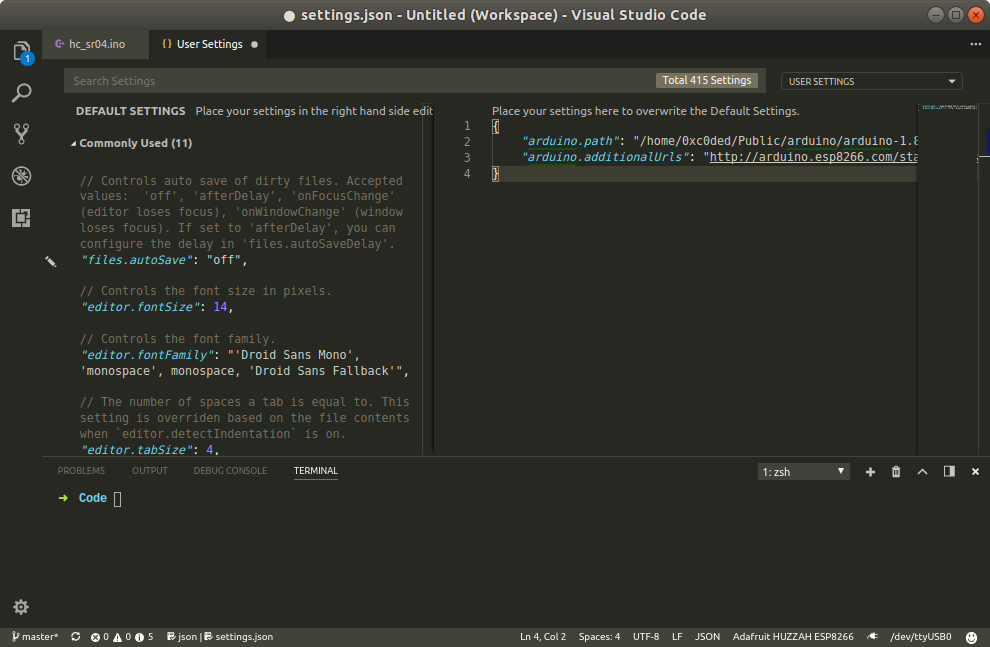 ● settings.json - Untitled (Workspace) - Visual Studio Code
hc_sr04.ino
{} User Settings ●
1
Search Settings
Total 415 Settings
USER SETTINGS
DEFAULT SETTINGS Place your settings in the right hand side edit
Commonly Used (11)
// Controls auto save of dirty files. Accepted
values:  'off', 'afterDelay', 'onFocusChange'
(editor loses focus), 'onWindowChange' (window
loses focus). If set to 'afterDelay', you can
configure the delay in 'files.autoSaveDelay'.
"files.autoSave": "off",
// Controls the font size in pixels.
"editor.fontSize": 14,
// Controls the font family.
"editor.fontFamily": "'Droid Sans Mono',
'monospace', monospace, 'Droid Sans Fallback'",
// The number of spaces a tab is equal to. This
setting is overriden based on the file contents
when `editor.detectIndentation` is on.
"editor.tabSize": 4,
Place your settings here to overwrite the Default Settings.
1 {
2 "arduino.path": "/home/0xc0ded/Public/arduino/arduino-1.8
3 "arduino.additionalUrls": "http://arduino.esp8266.com/sta
4 }
PROBLEMS OUTPUT DEBUG CONSOLE TERMINAL
1: zsh
➜ Code
master* 0 0 5 json | settings.json
Ln 4, Col 2 Spaces: 4 UTF-8 LF JSON Adafruit HUZZAH ESP8266 /dev/ttyUSB0